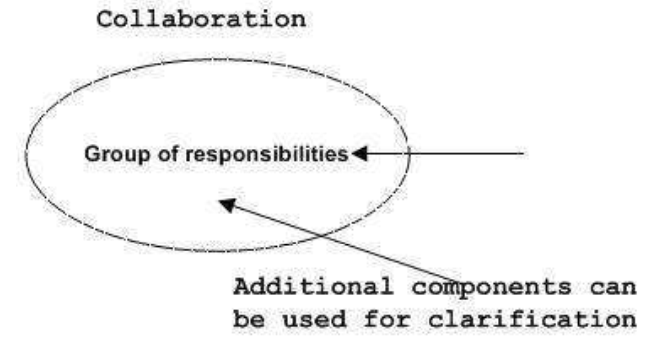 Collaboration
Group of responsibilities
Additional components can
be used for clarification